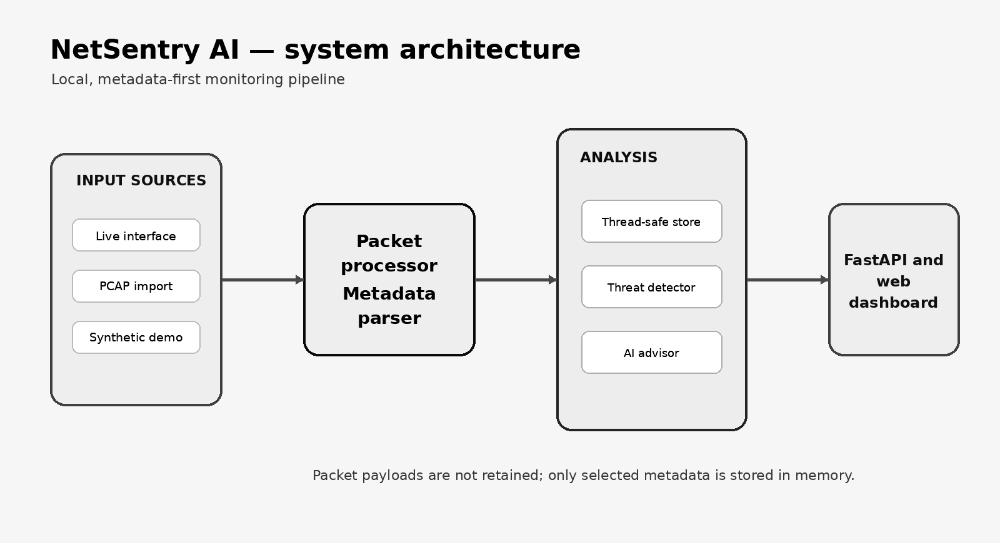 NetSentry AI — system architecture
Local, metadata-first monitoring pipeline
INPUT SOURCES
Live interface
PCAP import
Synthetic demo
Packet
processor
Metadata
parser
ANALYSIS
Thread-safe store
Threat detector
AI advisor
FastAPI and
web
dashboard
Packet payloads are not retained; only selected metadata is stored in memory.